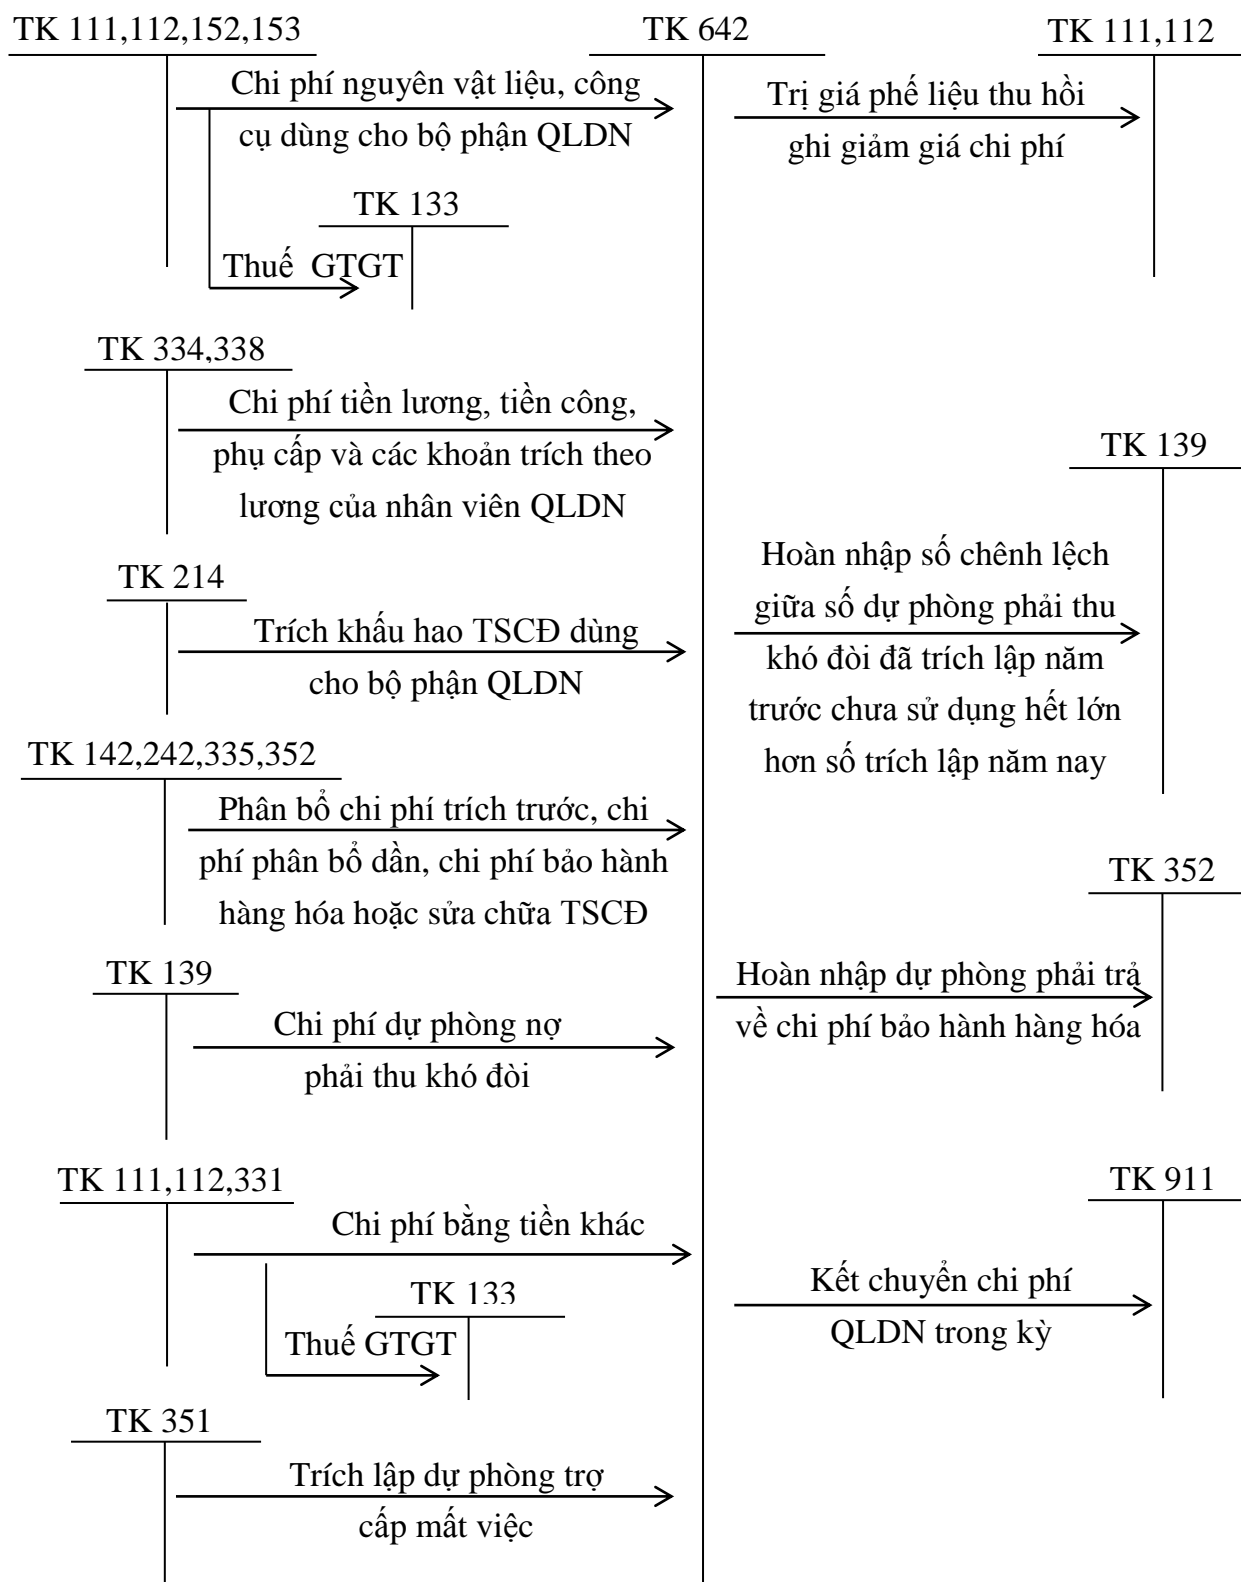 TK 111,112,152,153
TK 642
TK 111,112
Chi phí nguyên vật liệu, công
cụ dùng cho bộ phận QLDN
Trị giá phế liệu thu hồi
ghi giảm giá chi phí
TK 133
Thuế GTGT
TK 334,338
Chi phí tiền lương, tiền công,
phụ cấp và các khoản trích theo
lương của nhân viên QLDN
TK 139
Hoàn nhập số chênh lệch
giữa số dự phòng phải thu
khó đòi đã trích lập năm
trước chưa sử dụng hết lớn
hơn số trích lập năm nay
TK 214
Trích khấu hao TSCĐ dùng
cho bộ phận QLDN
TK 142,242,335,352
Phân bổ chi phí trích trước, chi
phí phân bổ dần, chi phí bảo hành
hàng hóa hoặc sửa chữa TSCĐ
TK 352
Hoàn nhập dự phòng phải trả
về chi phí bảo hành hàng hóa
TK 139
Chi phí dự phòng nợ
phải thu khó đòi
TK 111,112,331
Chi phí bằng tiền khác
TK 133
Thuế GTGT
TK 911
Kết chuyển chi phí
QLDN trong kỳ
TK 351
Trích lập dự phòng trợ
cấp mất việc